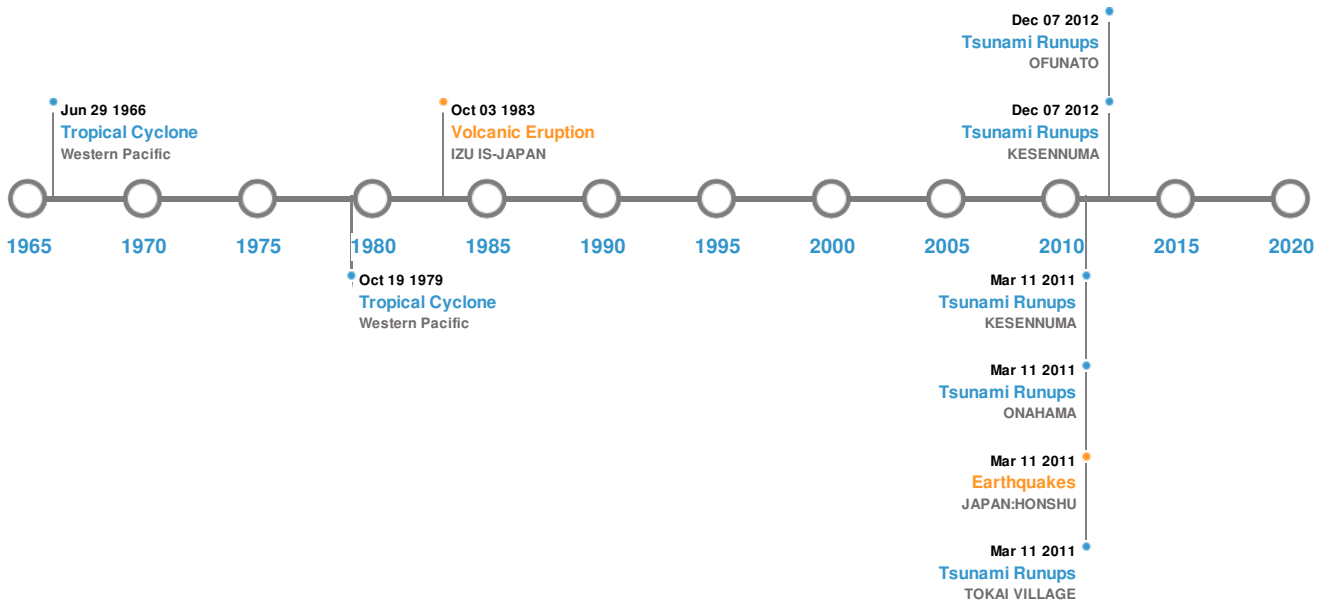 Dec 07 2012
Tsunami Runups
OFUNATO
Jun 29 1966
Tropical Cyclone
Western Pacific
Oct 03 1983
Volcanic Eruption
IZU IS-JAPAN
Dec 07 2012
Tsunami Runups
KESENNUMA
1965 1970 1975 1980 1985 1990 1995 2000 2005 2010 2015 2020
Oct 19 1979
Tropical Cyclone
Western Pacific
Mar 11 2011
Tsunami Runups
KESENNUMA
Mar 11 2011
Tsunami Runups
ONAHAMA
Mar 11 2011
Earthquakes
JAPAN:HONSHU
Mar 11 2011
Tsunami Runups
TOKAI VILLAGE